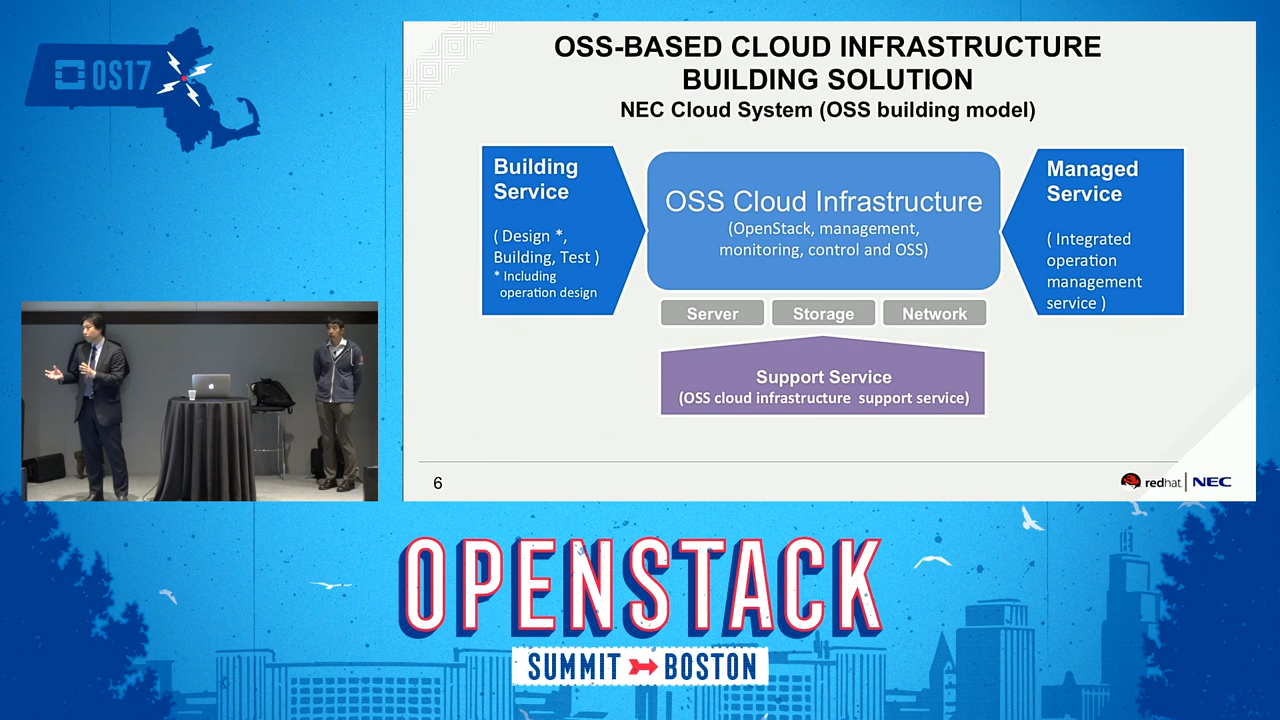 OS17
OSS-BASED CLOUD INFRASTRUCTURE
BUILDING SOLUTION
NEC Cloud System (OSS building model)
Building
Service
( Design *,
Building, Test )
* Including
operation design
OSS Cloud Infrastructure
(OpenStack, management,
monitoring, control and OSS)
Managed
Service
( Integrated
operation
management
service )
Server
Storage
Network
Support Service
(OSS cloud infrastructure support service)
6
redhat
NEC
OPENSTACK
SUMMIT BOSTON